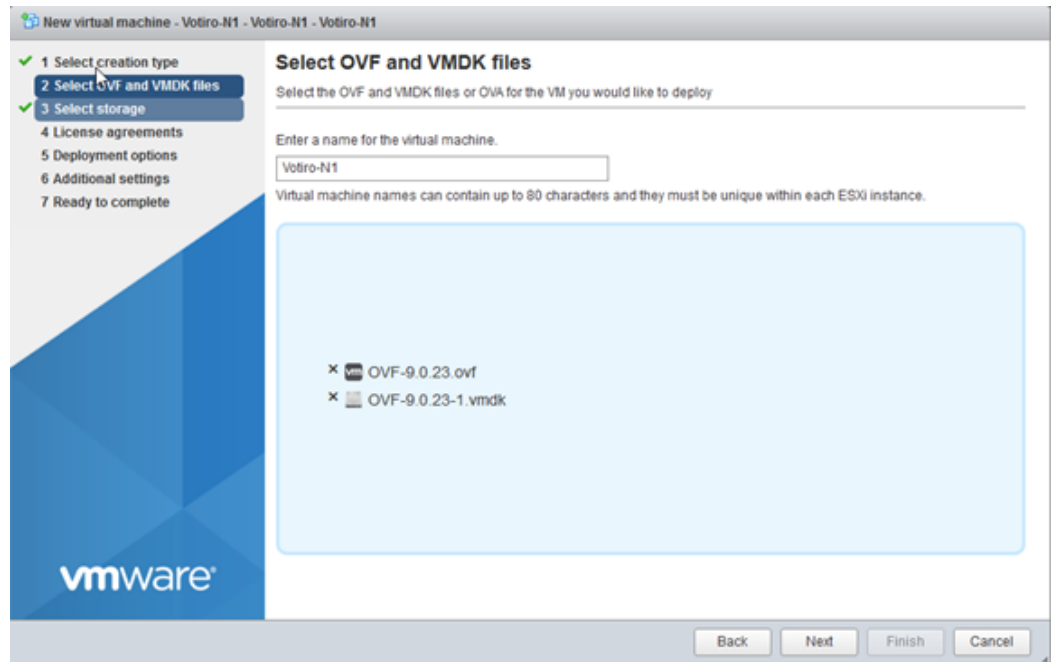 New virtual machine - Votiro-N1 - Votiro-N1 - Votiro-N1
1 Select creation type
2 Select OVF and VMDK files
3 Select storage
4 License agreements
5 Deployment options
6 Additional settings
7 Ready to complete
Select OVF and VMDK files
Select the OVF and VMDK files or OVA for the VM you would like to deploy
Enter a name for the virtual machine.
Votiro-N1
Virtual machine names can contain up to 80 characters and they must be unique within each ESXi instance.
× vm OVF-9.0.23.ovf
× OVF-9.0.23-1.vmdk
vmware®
Back Next Finish Cancel